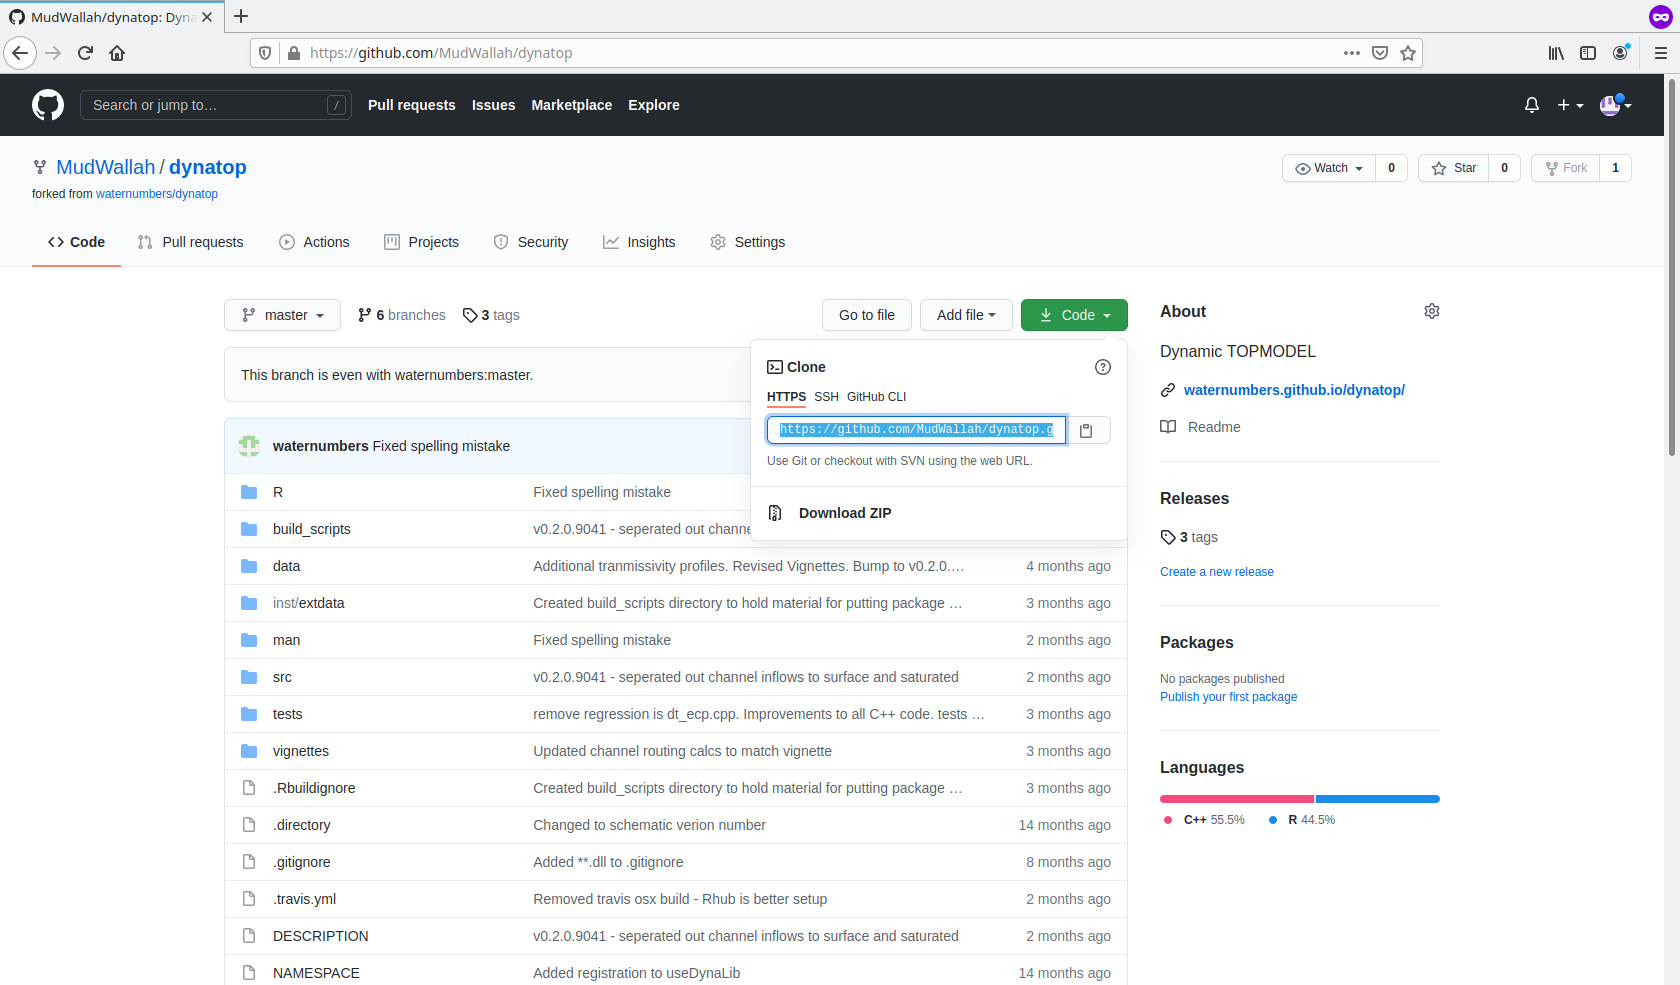 MudWallah/dynatop: Dyna
https://github.com/MudWallah/dynatop
Search or jump to… /
Pull requests Issues Marketplace Explore
MudWallah / dynatop
forked from waternumbers/dynatop
Watch 0 Star 0 Fork 1
Code Pull requests Actions Projects Security Insights Settings
master 6 branches 3 tags
Go to file Add file Code
This branch is even with waternumbers:master.
Clone
HTTPS SSH GitHub CLI
https://github.com/MudWallah/dynatop.g
Use Git or checkout with SVN using the web URL.
Download ZIP
waternumbers Fixed spelling mistake
R Fixed spelling mistake
build_scripts v0.2.0.9041 - seperated out channe
data Additional tranmissivity profiles. Revised Vignettes. Bump to v0.2.0.… 4 months ago
inst/extdata Created build_scripts directory to hold material for putting package … 3 months ago
man Fixed spelling mistake 2 months ago
src v0.2.0.9041 - seperated out channel inflows to surface and saturated 2 months ago
tests remove regression is dt_ecp.cpp. Improvements to all C++ code. tests … 3 months ago
vignettes Updated channel routing calcs to match vignette 3 months ago
.Rbuildignore Created build_scripts directory to hold material for putting package … 3 months ago
.directory Changed to schematic verion number 14 months ago
.gitignore Added **.dll to .gitignore 8 months ago
.travis.yml Removed travis osx build - Rhub is better setup 2 months ago
DESCRIPTION v0.2.0.9041 - seperated out channel inflows to surface and saturated 2 months ago
NAMESPACE Added registration to useDynaLib 14 months ago
About
Dynamic TOPMODEL
waternumbers.github.io/dynatop/
Readme
Releases
3 tags
Create a new release
Packages
No packages published
Publish your first package
Languages
C++ 55.5% R 44.5%